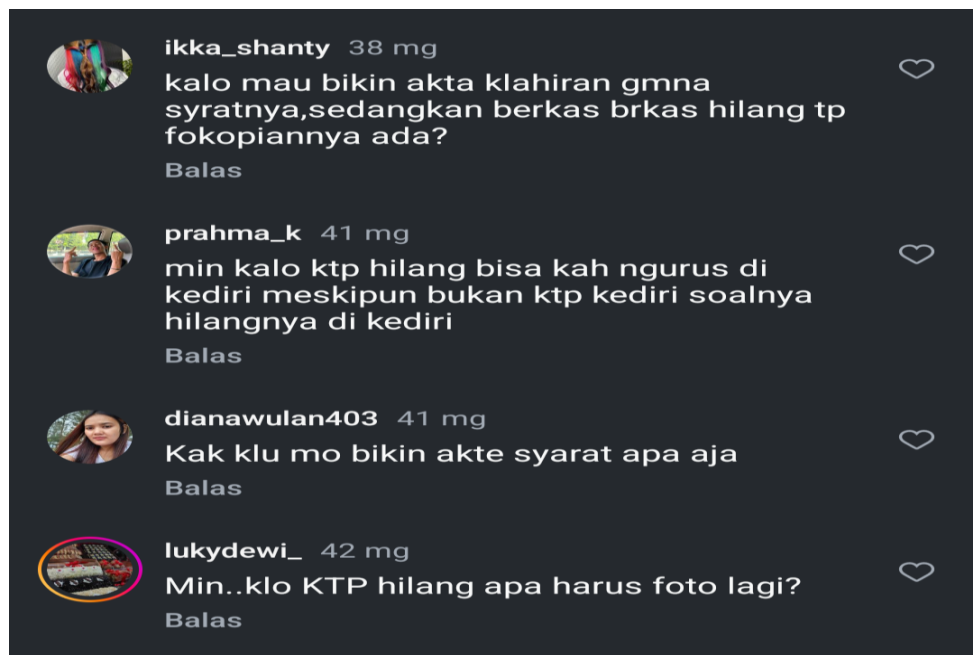 ikka_shanty 38 mg
kalo mau bikin akta klahiran gmna
syratnya,sedangkan berkas brkas hilang tp
fokopiannya ada?
Balas
prahma_k 41 mg
min kalo ktp hilang bisa kah ngurus di
kediri meskipun bukan ktp kediri soalnya
hilangnya di kediri
Balas
dianawulan403 41 mg
Kak klu mo bikin akte syarat apa aja
Balas
lukydewi_ 42 mg
Min..klo KTP hilang apa harus foto lagi?
Balas